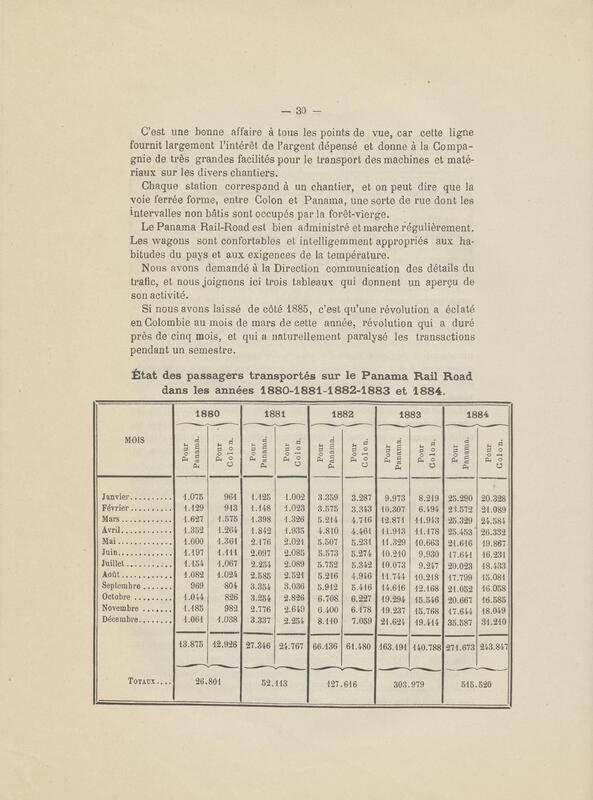 — 30 —
C'est une bonne affaire à tous les points de vue, car cette ligne
fournit largement l'intérêt de l'argent dépensé et donne à la Compa-
gnie de très grandes facilités pour le transport des machines et maté-
riaux sur les divers chantiers.
Chaque station correspond à un chantier, et on peut dire que la
voie ferrée forme, entre Colon et Panama, une sorte de rue dont les
intervalles non bâtis sont occupés par la forêt-vierge.
Le Panama Rail-Road est bien administré et marche régulièrement.
Les wagons sont confortables et intelligemment appropriés aux ha-
bitudes du pays et aux exigences de la température.
Nous avons demandé à la Direction communication des détails du
trafic, et nous joignons ici trois tableaux qui donnent un aperçu de
son activité.
Si nous avons laissé de côté 1885, c'est qu'une révolution a éclaté
en Colombie au mois de mars de cette année, révolution qui a duré
près de cinq mois, et qui a naturellement paralysé les transactions
pendant un semestre.
État des passagers transportés sur le Panama Rail Road
dans les années 1880-1881-1882-1883 et 1884.
MOIS 1880 1881 1882 1883 1884
Pour Panama. Pour Colon. Pour Panama. Pour Colon. Pour Panama. Pour Colon. Pour Panama. Pour Colon. Pour Panama. Pour Colon.
Janvier.......... 1.075 964 1.125 1.002 3.359 3.287 9.973 8.219 25.290 20.328
Février.......... 1.129 913 1.148 1.023 3.575 3.343 10.307 6.494 23.572 21.089
Mars............ 1.627 1.575 1.398 1.326 5.214 4.716 12.871 11.943 25.329 24.584
Avril............ 1.352 1.264 1.842 1.935 4.810 4.461 11.943 11.178 25.453 26.332
Mai............ 1.000 1.361 2.176 2.021 5.507 5.231 11.329 10.663 21.616 19.867
Juin............ 1.197 1.111 2.097 2.085 5.573 5.274 10.210 9.930 17.641 16.231
Juillet.......... 1.154 1.067 2.254 2.089 5.752 5.342 10.073 9.247 20.023 18.433
Août............ 1.082 1.024 2.585 2.521 5.216 4.946 11.744 10.218 17.799 15.081
Septembre....... 969 804 3.354 3.036 5.912 5.416 14.616 12.168 21.052 16.058
Octobre......... 1.044 826 3.254 2.826 6.708 6.227 19.294 15.546 20.667 16.585
Novembre....... 1.185 982 2.776 2.649 6.400 6.178 19.237 15.768 17.644 18.049
Décembre........ 1.061 1.038 3.337 2.254 8.110 7.059 21.624 19.414 35.587 31.210
13.875 12.926 27.346 24.767 66.136 61.480 163.191 140.788 271.673 243.847
TOTAUX.... 26.801 52.113 127.616 303.979 515.520